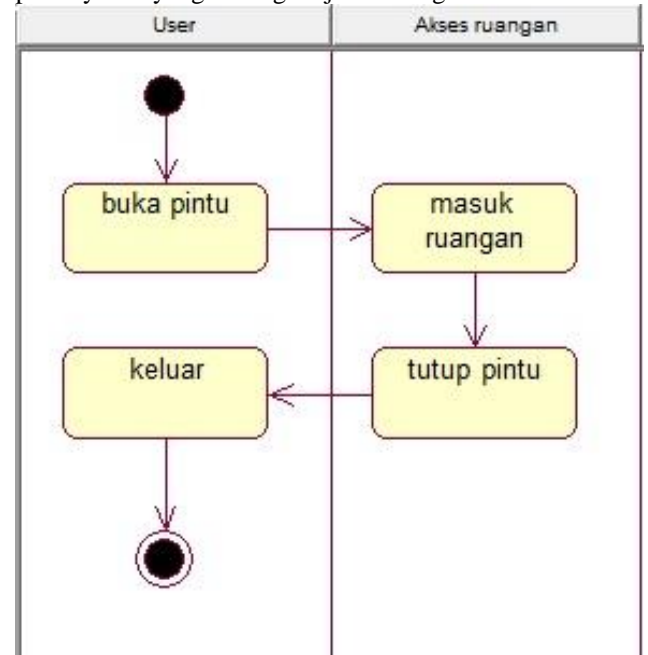 User
Akses ruangan
buka pintu
masuk
ruangan
keluar
tutup pintu